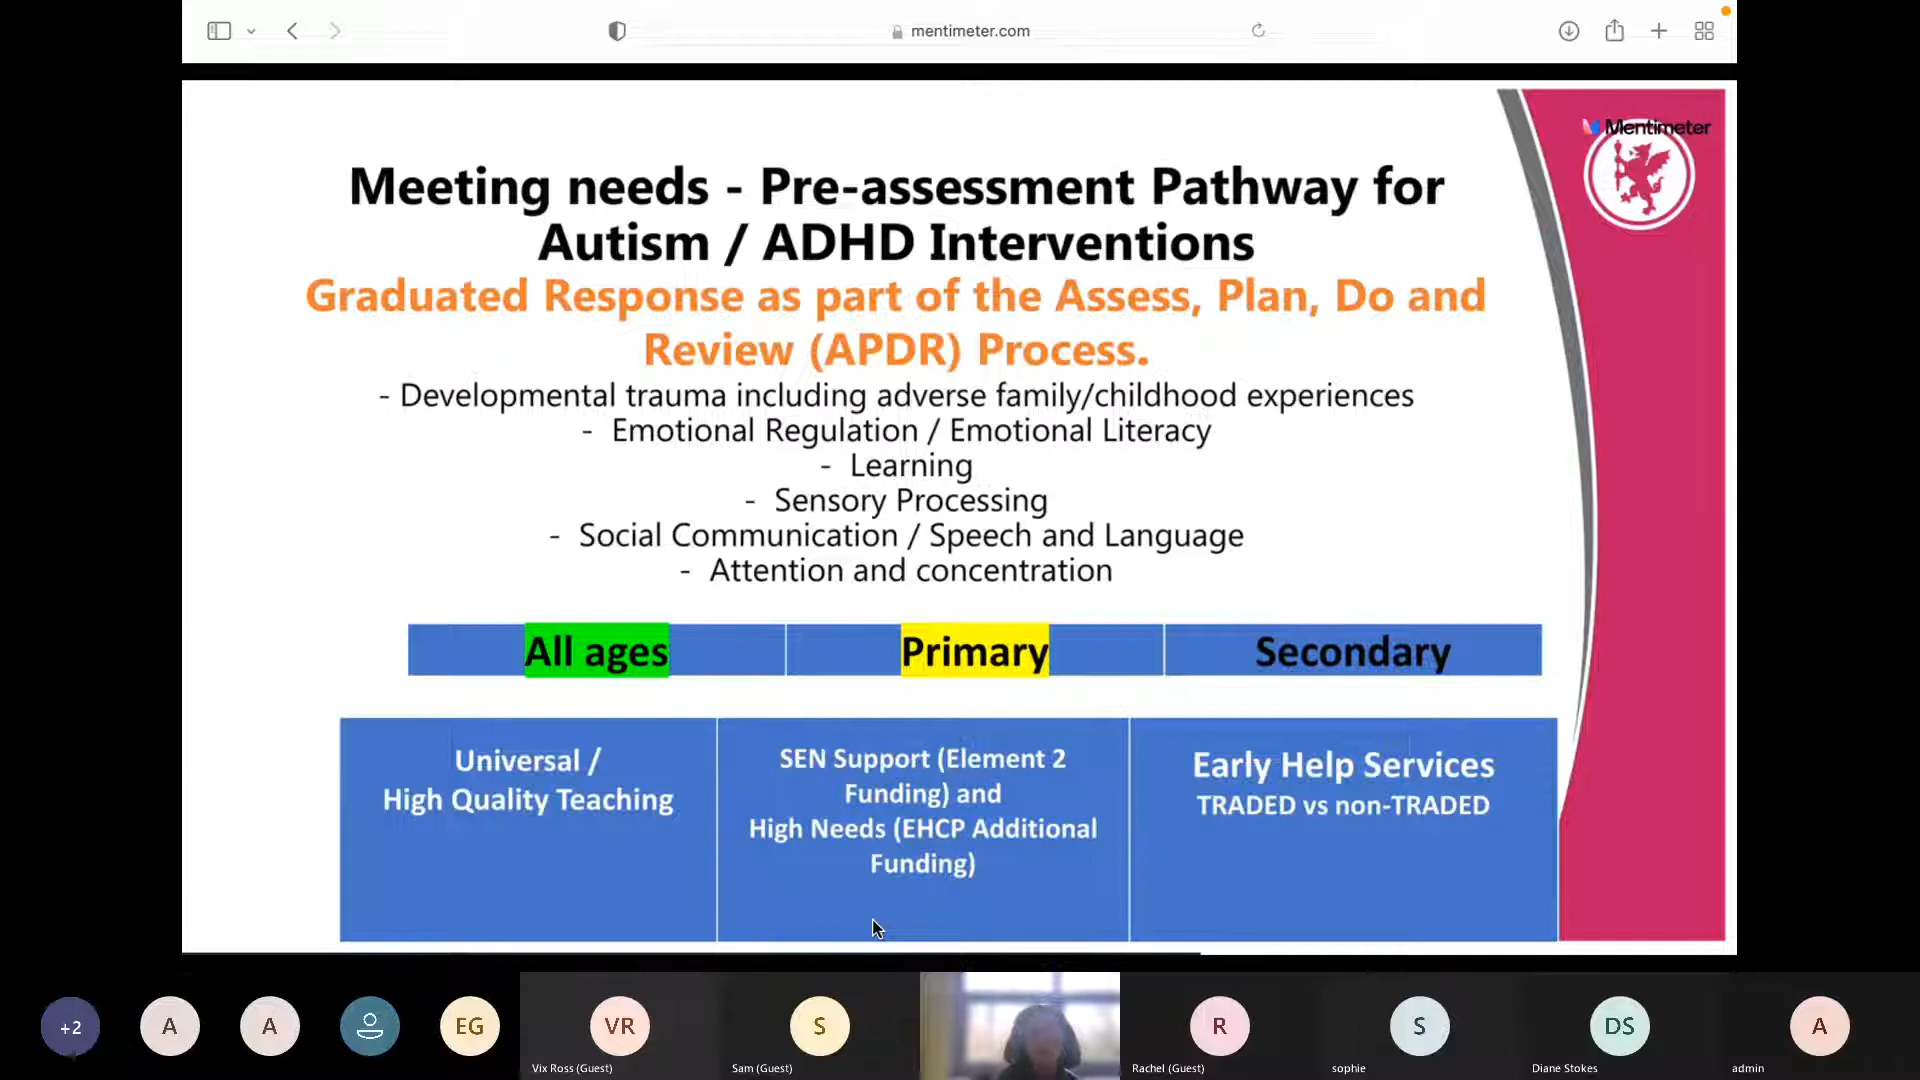 mentimeter.com
Mentimeter
Meeting needs - Pre-assessment Pathway for
Autism / ADHD Interventions
Graduated Response as part of the Assess, Plan, Do and
Review (APDR) Process.
- Developmental trauma including adverse family/childhood experiences
- Emotional Regulation / Emotional Literacy
- Learning
- Sensory Processing
- Social Communication / Speech and Language
- Attention and concentration
All ages
Primary
Secondary
Universal /
High Quality Teaching
SEN Support (Element 2
Funding) and
High Needs (EHCP Additional
Funding)
Early Help Services
TRADED vs non-TRADED
+2
A
A
EG
VR
S
R
S
DS
A
Vix Ross (Guest)
Sam (Guest)
Rachel (Guest)
sophie
Diane Stokes
admin